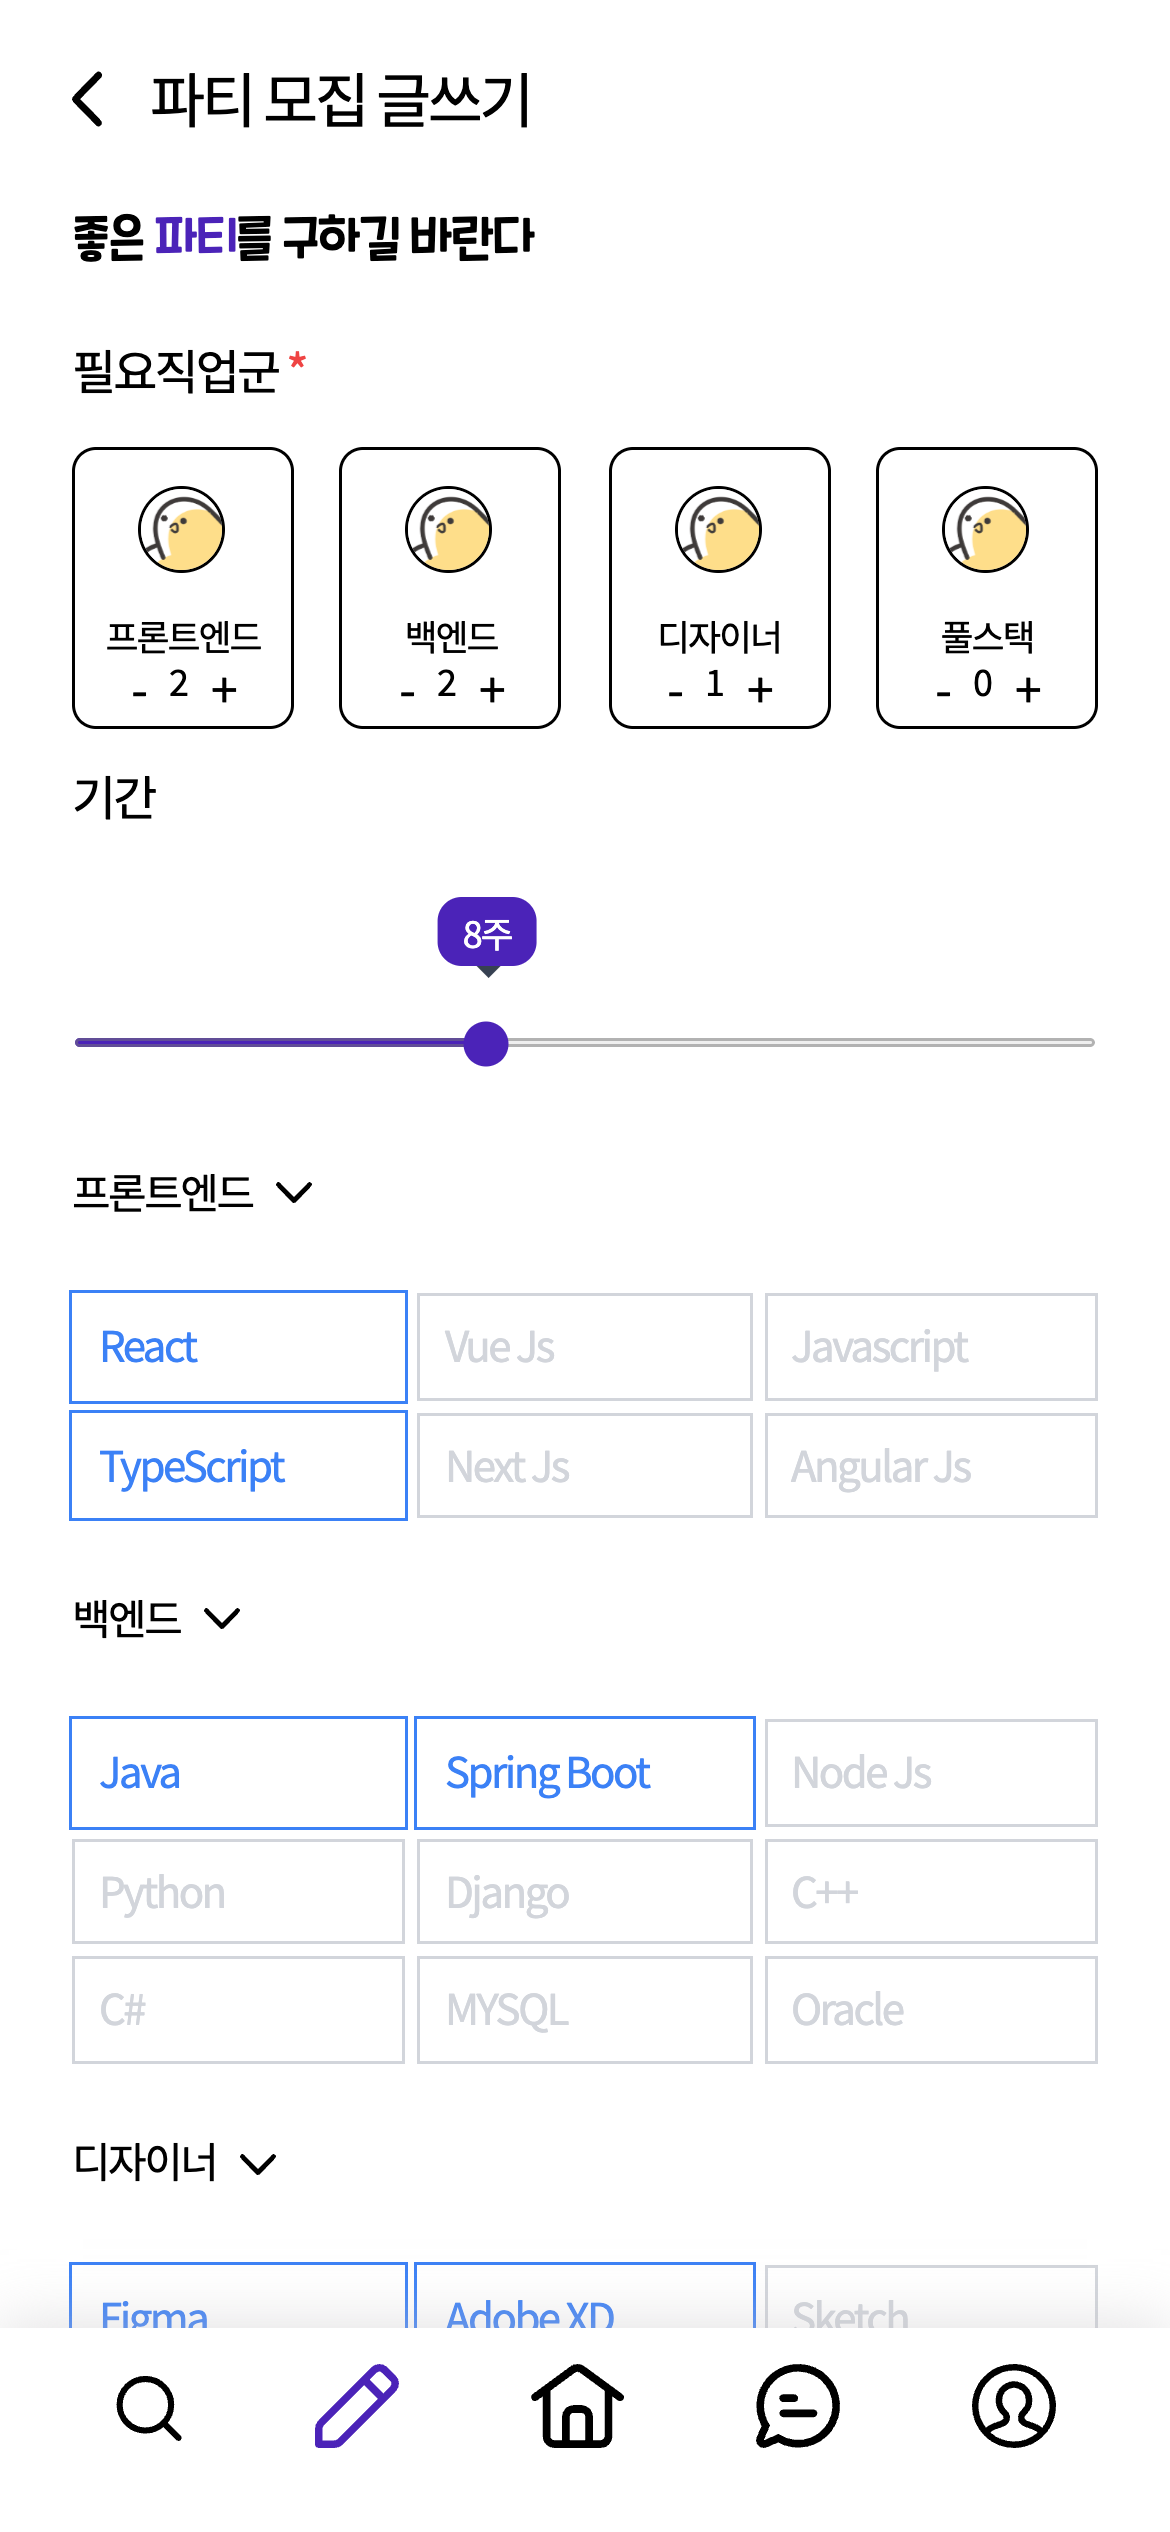 파티 모집 글쓰기
좋은 파티를 구하길 바란다
필요직업군 *
프론트엔드 백엔드 디자이너 풀스택
- 2 + - 2 + - 1 + - 0 +
기간
8주
프론트엔드
React Vue Js Javascript
TypeScript Next Js Angular Js
백엔드
Java Spring Boot Node Js
Python Django C++
C# MYSQL Oracle
디자이너
Figma Adobe XD Sketch